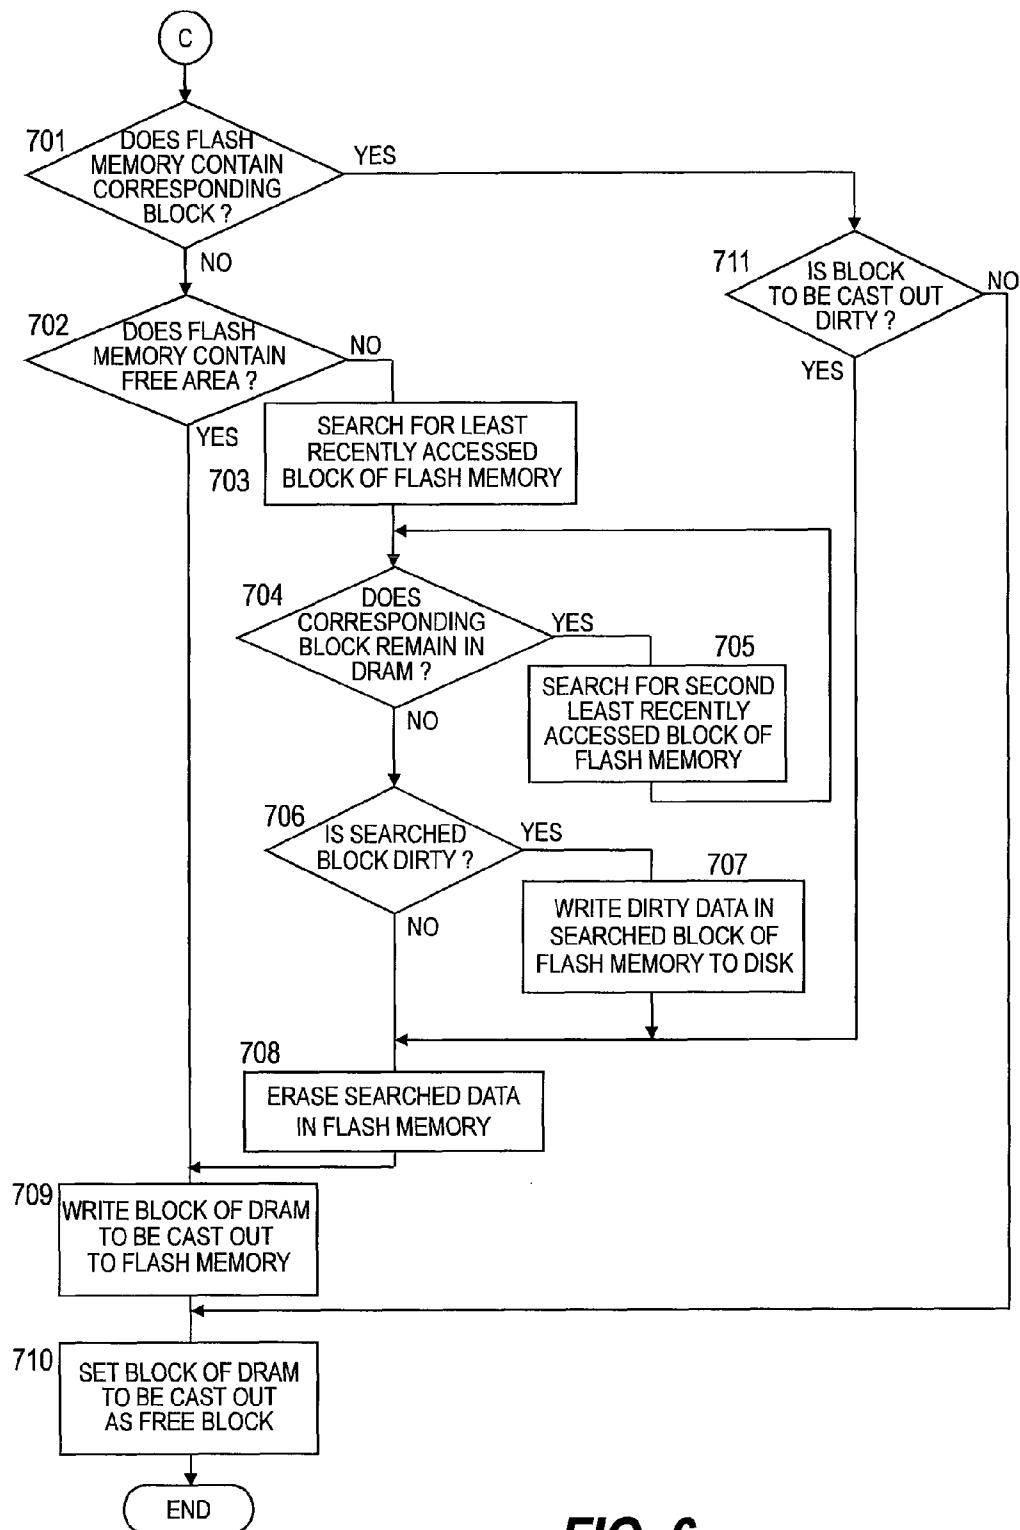 C
701
DOES FLASH
MEMORY CONTAIN
CORRESPONDING
BLOCK ?
YES
NO
711
IS BLOCK
TO BE CAST OUT
DIRTY ?
NO
YES
702
DOES FLASH
MEMORY CONTAIN
FREE AREA ?
NO
YES
703
SEARCH FOR LEAST
RECENTLY ACCESSED
BLOCK OF FLASH MEMORY
704
DOES
CORRESPONDING
BLOCK REMAIN IN
DRAM ?
YES
NO
705
SEARCH FOR SECOND
LEAST RECENTLY
ACCESSED BLOCK OF
FLASH MEMORY
706
IS SEARCHED
BLOCK DIRTY ?
YES
NO
707
WRITE DIRTY DATA IN
SEARCHED BLOCK OF
FLASH MEMORY TO DISK
708
ERASE SEARCHED DATA
IN FLASH MEMORY
709
WRITE BLOCK OF DRAM
TO BE CAST OUT
TO FLASH MEMORY
710
SET BLOCK OF DRAM
TO BE CAST OUT
AS FREE BLOCK
END
FIG. 6